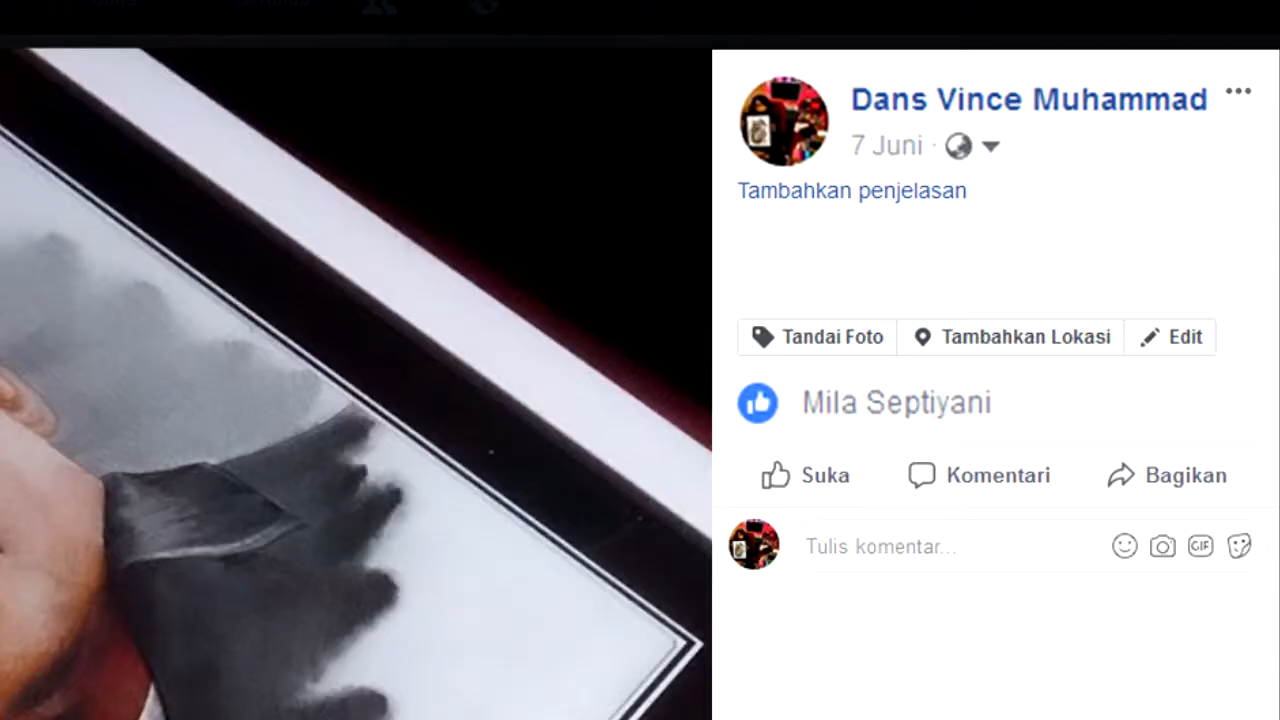 Dans Vince Muhammad
7 Juni ·
Tambahkan penjelasan
Tandai Foto Tambahkan Lokasi Edit
Mila Septiyani
Suka Komentari Bagikan
Tulis komentar...
GIF